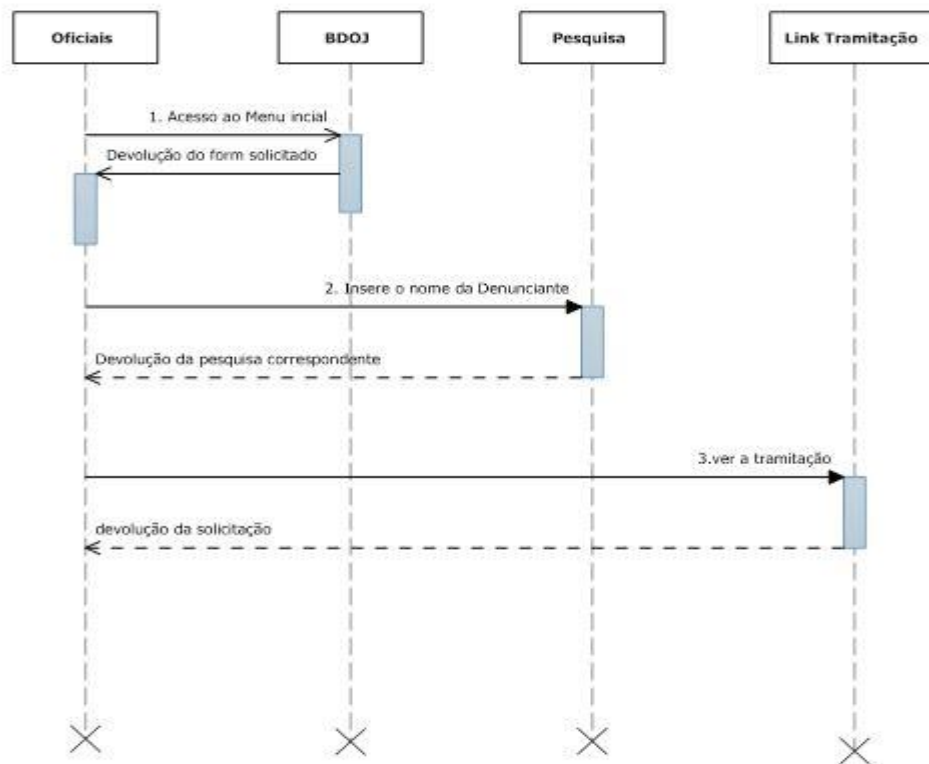 Oficiais
BDOJ
Pesquisa
Link Tramitação
1. Acesso ao Menu incial
Devolução do form solicitado
2. Insere o nome da Denunciante
Devolução da pesquisa correspondente
3.ver a tramitação
devolução da solicitação